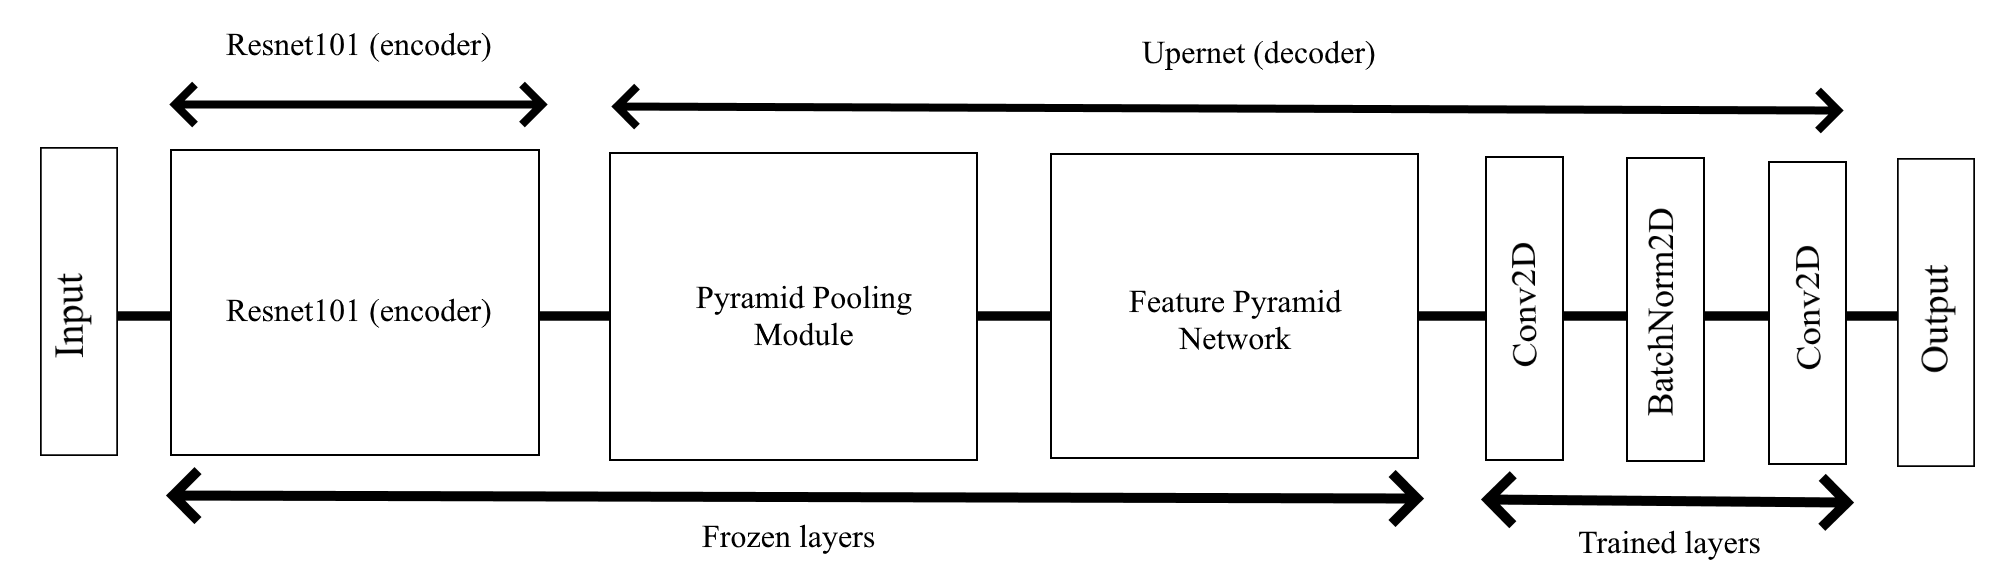 Resnet101 (encoder)
Upernet (decoder)
Input
Resnet101 (encoder)
Pyramid Pooling
Module
Feature Pyramid
Network
Conv2D
BatchNorm2D
Conv2D
Output
Frozen layers
Trained layers